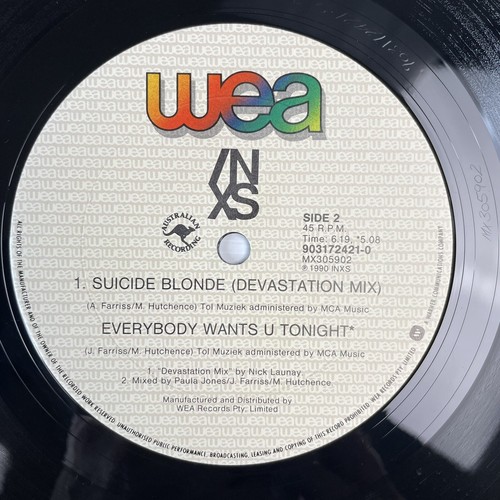 wea
INXS
AUSTRALIAN RECORDING
SIDE 2
45 R.P.M.
Time: 6.19, *5.08
903172421-0
MX305902
℗ 1990 INXS
1. SUICIDE BLONDE (DEVASTATION MIX)
(A. Farriss/M. Hutchence) Tol Muziek administered by MCA Music
EVERYBODY WANTS U TONIGHT*
(J. Farriss/M. Hutchence) Tol Muziek administered by MCA Music
1. "Devastation Mix" by Nick Launay
2. Mixed by Paula Jones/J. Farriss/M. Hutchence
Manufactured and Distributed by
WEA Records Pty. Limited
ALL RIGHTS OF THE MANUFACTURER AND OF THE OWNER OF THE RECORDED WORK RESERVED. UNAUTHORISED PUBLIC PERFORMANCE, BROADCASTING, LEASING AND COPYING OF THIS RECORD PROHIBITED.
WARNER COMMUNICATIONS COMPANY.
MX305902